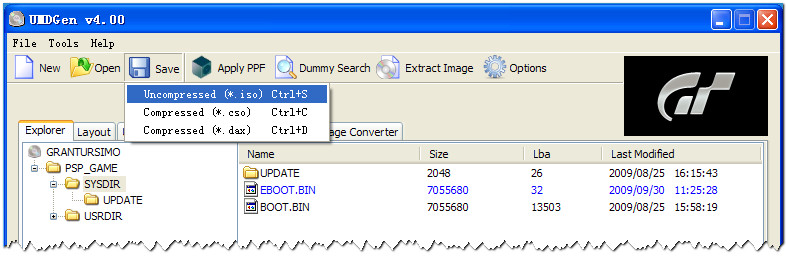 UMDGen v4.00
File Tools Help
New Open Save Apply PPF Dummy Search Extract Image Options
Uncompressed (*.iso) Ctrl+S
Compressed (*.cso) Ctrl+C
Compressed (*.dax) Ctrl+D
Explorer Layout age Converter
GRANTURSIMO
PSP_GAME
SYSDIR
UPDATE
USRDIR
Name Size Lba Last Modified
UPDATE 2048 26 2009/08/25 16:15:43
EBOOT.BIN 7055680 32 2009/09/30 11:25:28
BOOT.BIN 7055680 13503 2009/08/25 15:58:19